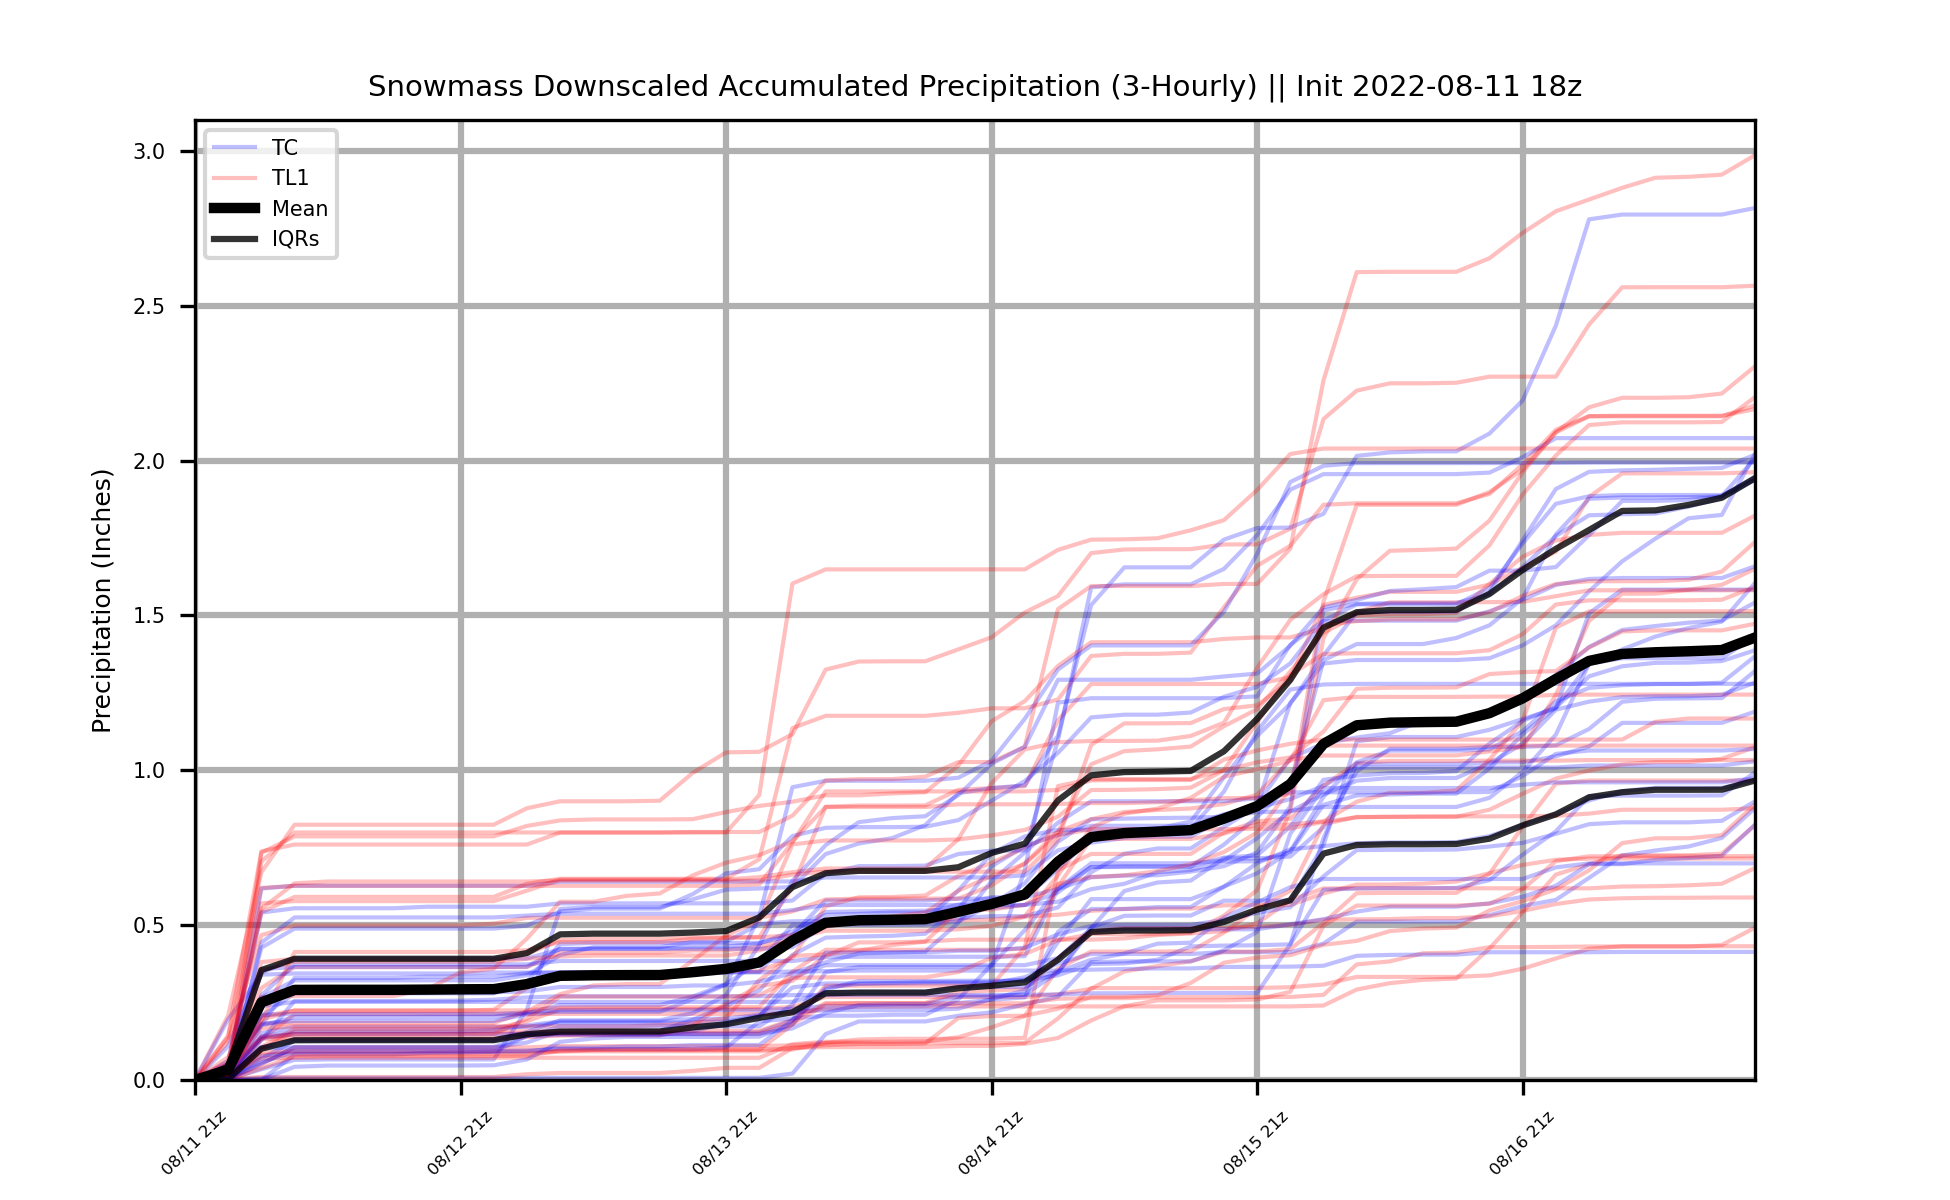 Snowmass Downscaled Accumulated Precipitation (3-Hourly) || Init 2022-08-11 18z
TC
TL1
Mean
IQRs
Precipitation (Inches)
3.0
2.5
2.0
1.5
1.0
0.5
0.0
08/11 21z
08/12 21z
08/13 21z
08/14 21z
08/15 21z
08/16 21z